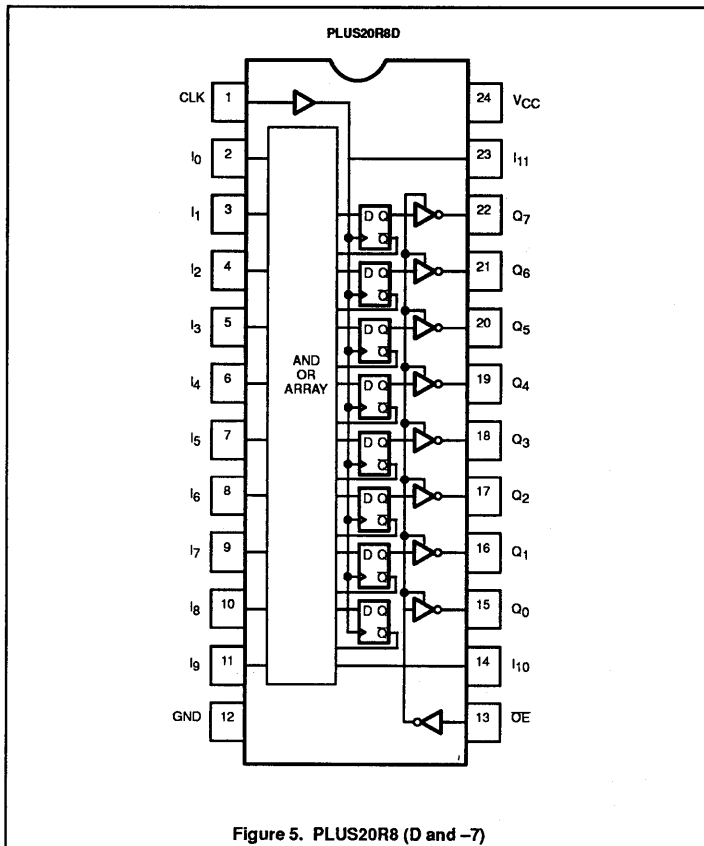 PLUS20R8D
CLK 1 24 VCC
I0 2 23 I11
I1 3 D Q Q̅ 22 Q7
I2 4 D Q Q̅ 21 Q6
I3 5 D Q Q̅ 20 Q5
AND
OR
ARRAY
I4 6 D Q Q̅ 19 Q4
I5 7 D Q Q̅ 18 Q3
I6 8 D Q Q̅ 17 Q2
I7 9 D Q Q̅ 16 Q1
I8 10 D Q Q̅ 15 Q0
I9 11 14 I10
GND 12 13 O̅E̅
Figure 5. PLUS20R8 (D and –7)